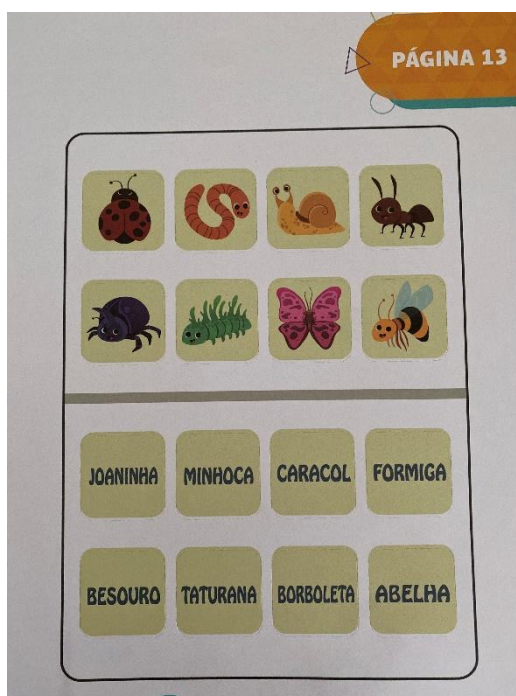 PÁGINA 13
JOANINHA MINHOCA CARACOL FORMIGA
BESOURO TATURANA BORBOLETA ABELHA